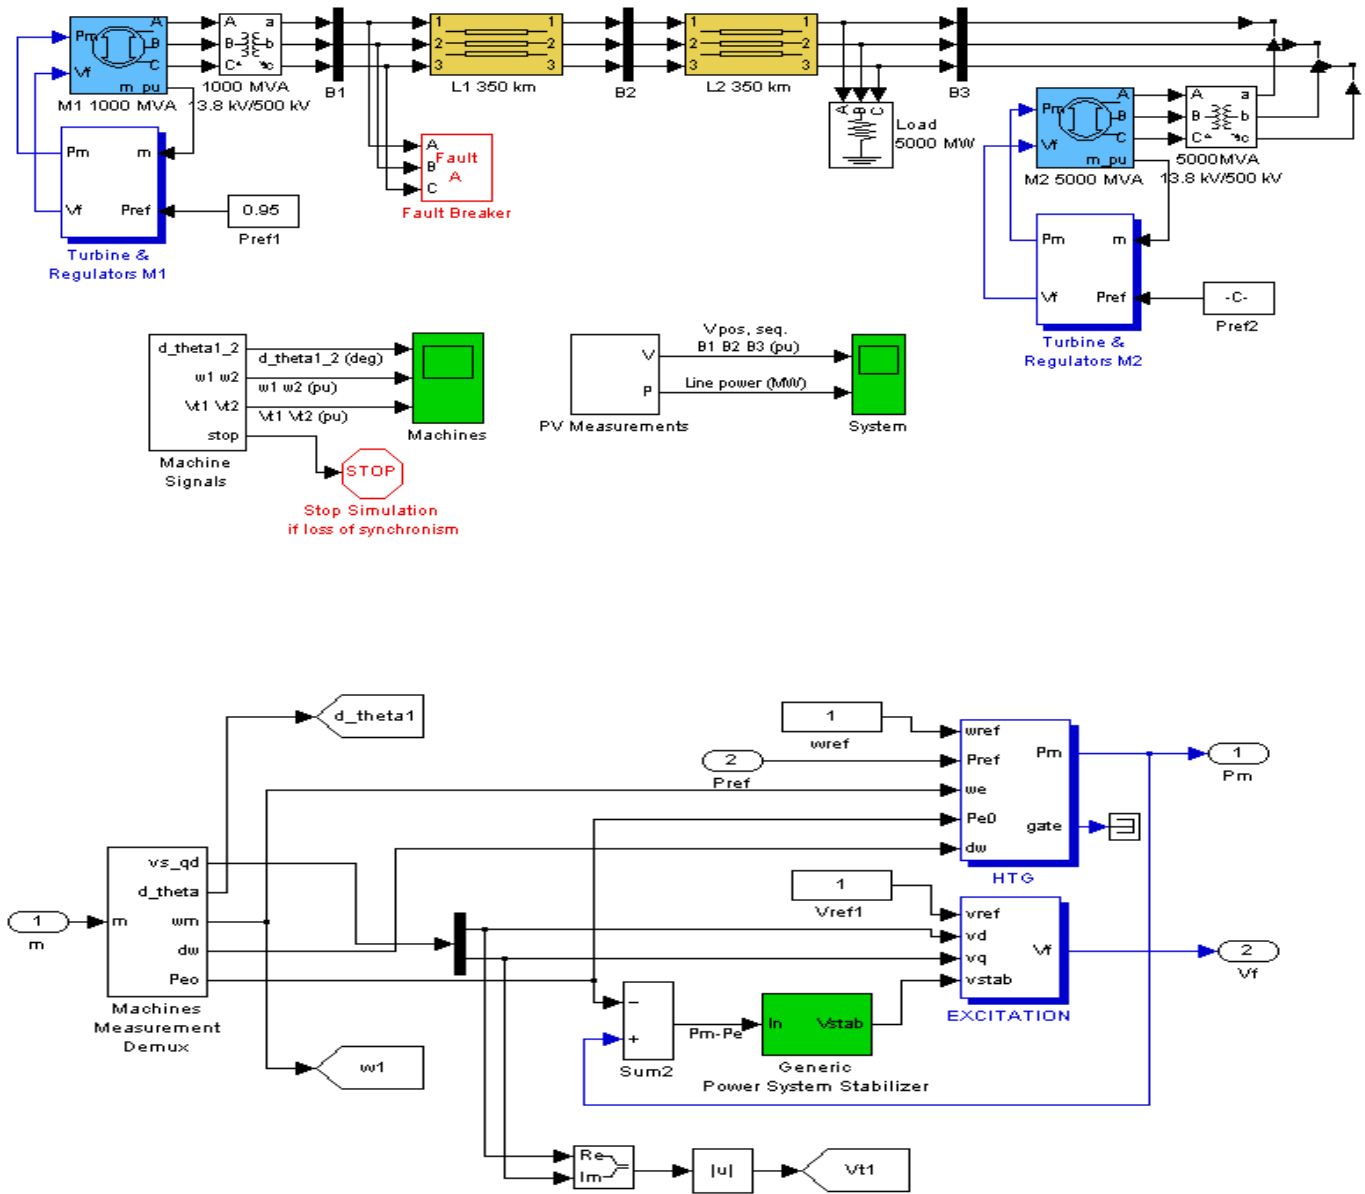 Pm
Vf
A
B
C
m_pu
M1 1000 MVA
A
B
C
a
b
c
1000 MVA
13.8 kV/500 kV
B1
1
2
3
1
2
3
L1 350 km
B2
1
2
3
1
2
3
L2 350 km
B3
A
B
C
Load
5000 MW
Pm
Vf
A
B
C
m_pu
M2 5000 MVA
A
B
C
a
b
c
5000MVA
13.8 kV/500 kV
Pm
m
Vf
Pref
Turbine &
Regulators M1
0.95
Pref1
A
B
C
Fault
A
Fault Breaker
Pm
m
Vf
Pref
Turbine &
Regulators M2
-C-
Pref2
d_theta1_2
w1 w2
Vt1 Vt2
stop
Machine
Signals
d_theta1_2 (deg)
w1 w2 (pu)
Vt1 Vt2 (pu)
Machines
STOP
Stop Simulation
if loss of synchronism
V
P
PV Measurements
V pos, seq.
B1 B2 B3 (pu)
Line power (MW)
System
d_theta1
1
wref
2
Pref
wref
Pref
we
Pe0
dw
Pm
gate
HTG
1
Pm
1
m
m
vs_qd
d_theta
wm
dw
Peo
Machines
Measurement
Demux
1
Vref1
vref
vd
vq
vstab
Vf
EXCITATION
2
Vf
−
+
Sum2
Pm-Pe
In
Vstab
Generic
Power System Stabilizer
w1
Re
Im
|u|
Vt1